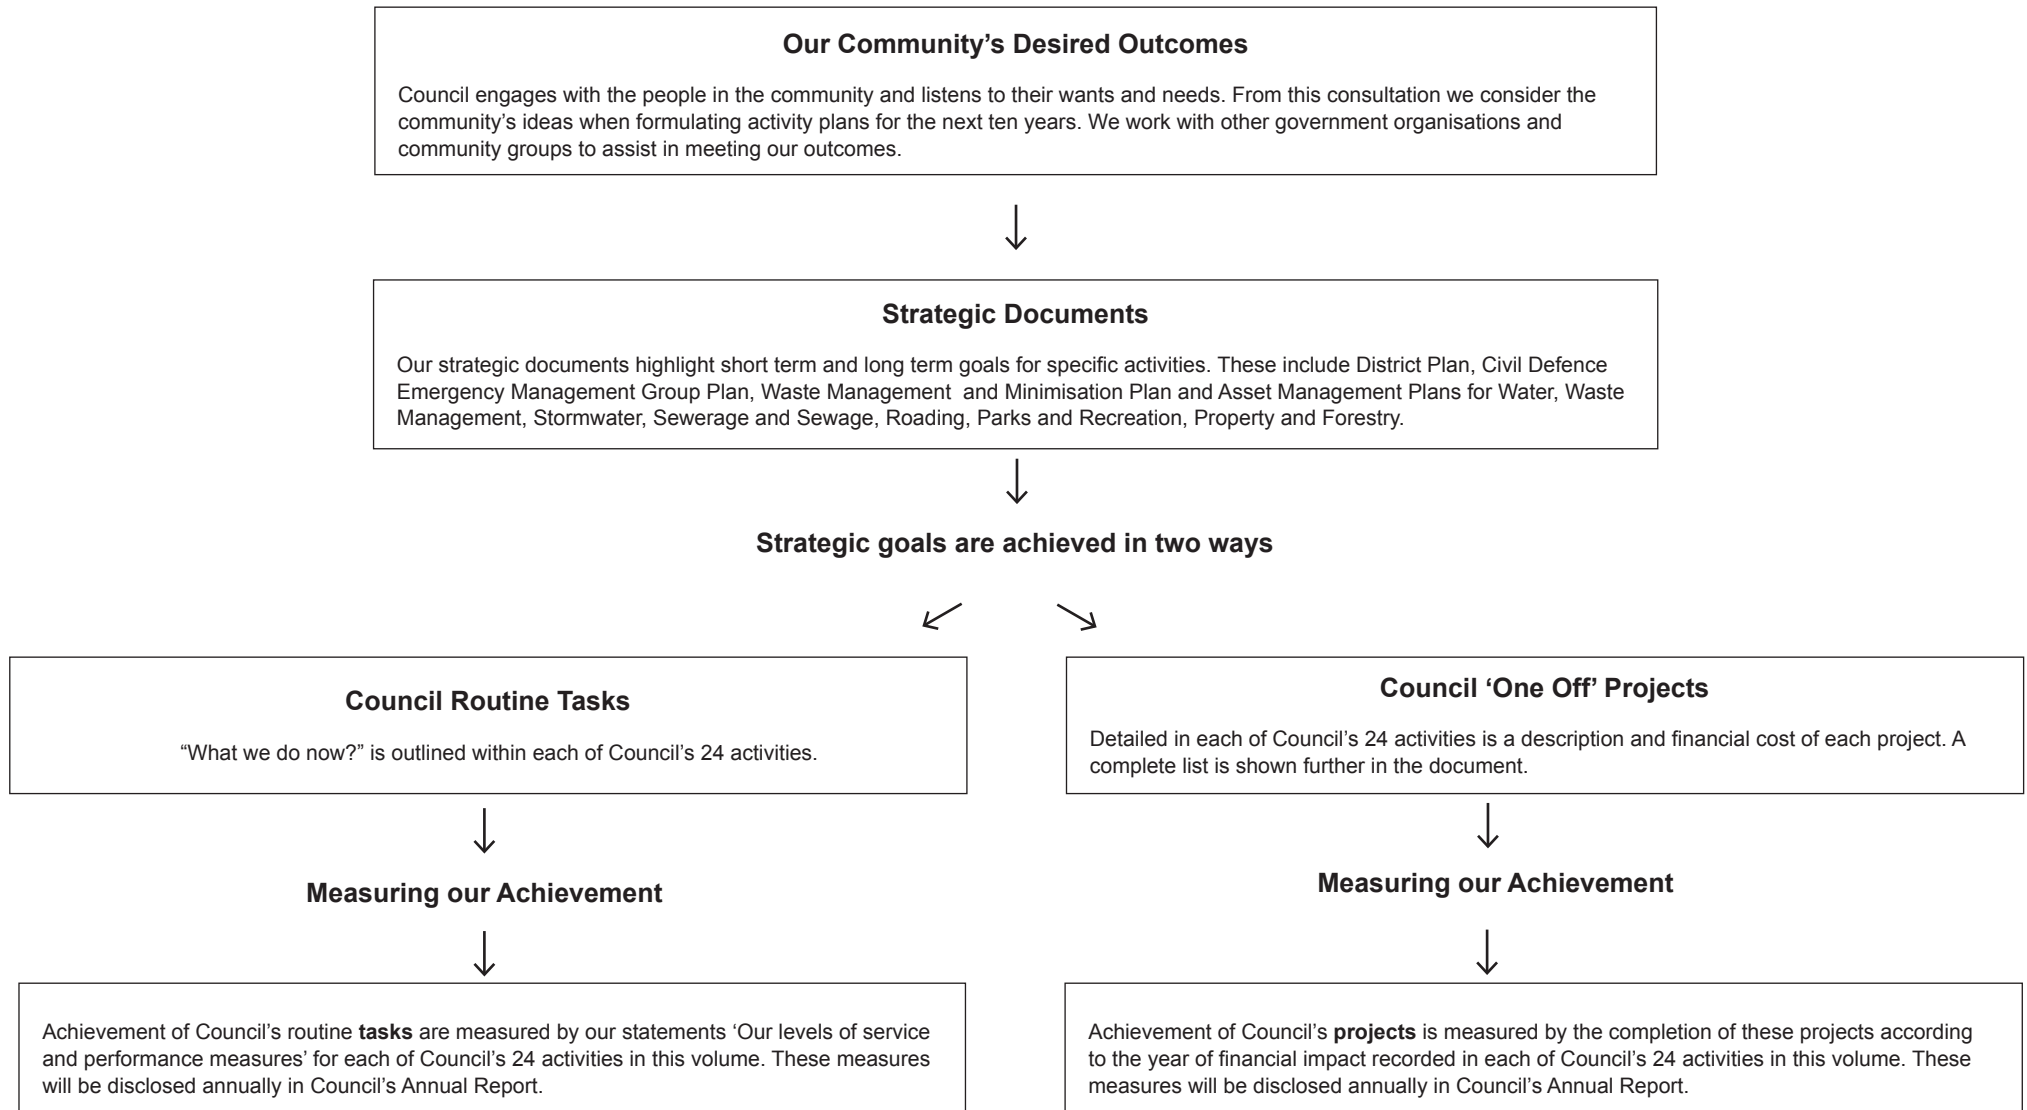 Our Community’s Desired Outcomes
Council engages with the people in the community and listens to their wants and needs. From this consultation we consider the
community’s ideas when formulating activity plans for the next ten years. We work with other government organisations and
community groups to assist in meeting our outcomes.
Strategic Documents
Our strategic documents highlight short term and long term goals for specific activities. These include District Plan, Civil Defence
Emergency Management Group Plan, Waste Management  and Minimisation Plan and Asset Management Plans for Water, Waste
Management, Stormwater, Sewerage and Sewage, Roading, Parks and Recreation, Property and Forestry.
Strategic goals are achieved in two ways
Council Routine Tasks
“What we do now?” is outlined within each of Council’s 24 activities.
Measuring our Achievement
Achievement of Council’s routine tasks are measured by our statements ‘Our levels of service
and performance measures’ for each of Council’s 24 activities in this volume. These measures
will be disclosed annually in Council’s Annual Report.
Council ‘One Off’ Projects
Detailed in each of Council’s 24 activities is a description and financial cost of each project. A
complete list is shown further in the document.
Measuring our Achievement
Achievement of Council’s projects is measured by the completion of these projects according
to the year of financial impact recorded in each of Council’s 24 activities in this volume. These
measures will be disclosed annually in Council’s Annual Report.